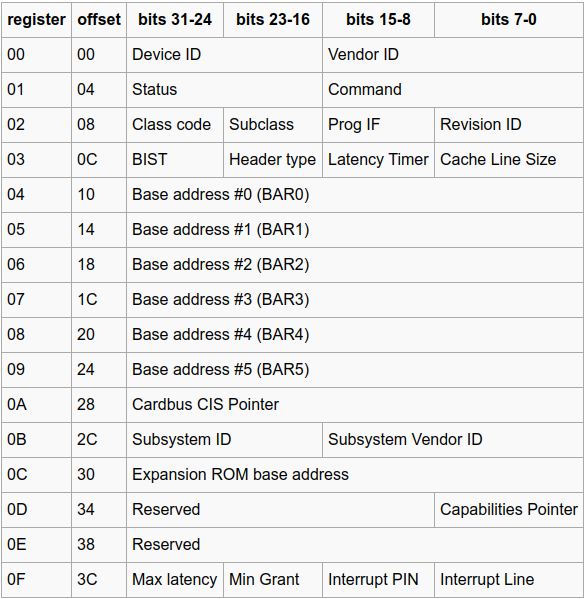 register offset bits 31-24 bits 23-16 bits 15-8 bits 7-0
00 00 Device ID Vendor ID
01 04 Status Command
02 08 Class code Subclass Prog IF Revision ID
03 0C BIST Header type Latency Timer Cache Line Size
04 10 Base address #0 (BAR0)
05 14 Base address #1 (BAR1)
06 18 Base address #2 (BAR2)
07 1C Base address #3 (BAR3)
08 20 Base address #4 (BAR4)
09 24 Base address #5 (BAR5)
0A 28 Cardbus CIS Pointer
0B 2C Subsystem ID Subsystem Vendor ID
0C 30 Expansion ROM base address
0D 34 Reserved Capabilities Pointer
0E 38 Reserved
0F 3C Max latency Min Grant Interrupt PIN Interrupt Line